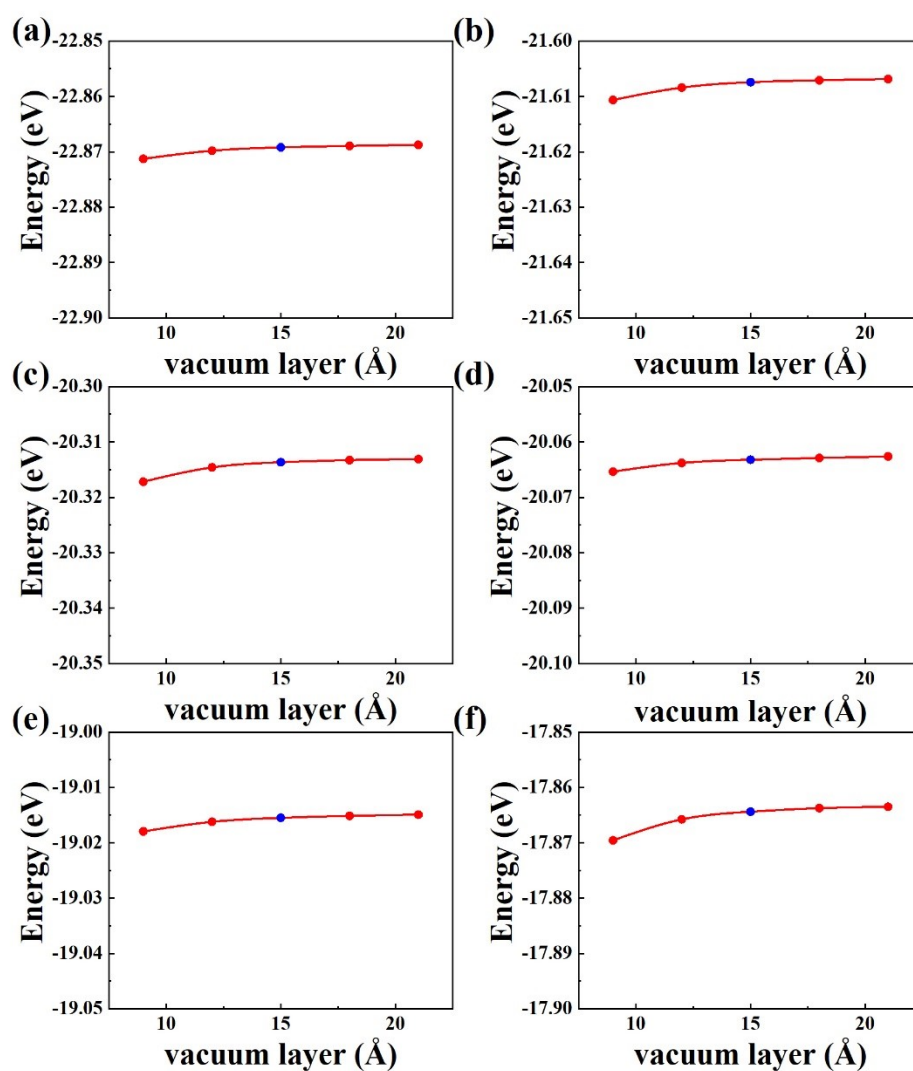 (a)
-22.85
-22.86
-22.87
-22.88
-22.89
-22.90
Energy (eV)
10 15 20
vacuum layer (Å)
(b)
-21.60
-21.61
-21.62
-21.63
-21.64
-21.65
Energy (eV)
10 15 20
vacuum layer (Å)
(c)
-20.30
-20.31
-20.32
-20.33
-20.34
-20.35
Energy (eV)
10 15 20
vacuum layer (Å)
(d)
-20.05
-20.06
-20.07
-20.08
-20.09
-20.10
Energy (eV)
10 15 20
vacuum layer (Å)
(e)
-19.00
-19.01
-19.02
-19.03
-19.04
-19.05
Energy (eV)
10 15 20
vacuum layer (Å)
(f)
-17.85
-17.86
-17.87
-17.88
-17.89
-17.90
Energy (eV)
10 15 20
vacuum layer (Å)